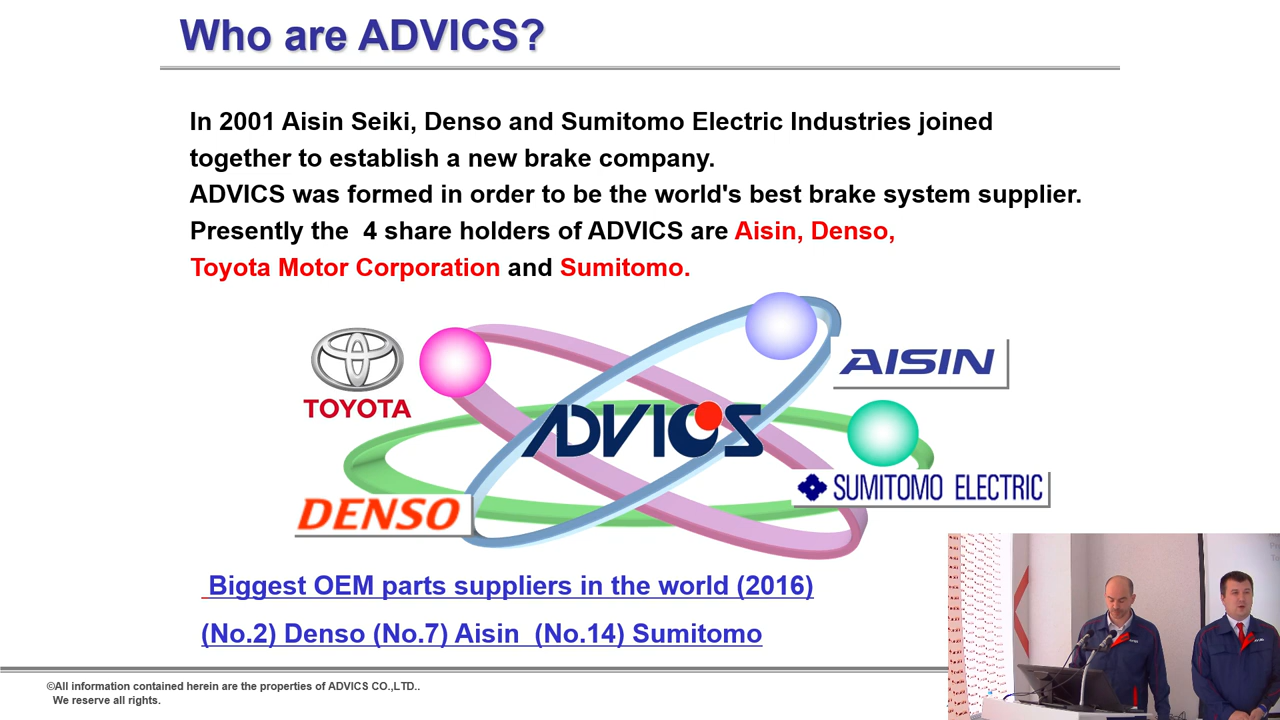 Who are ADVICS?
In 2001 Aisin Seiki, Denso and Sumitomo Electric Industries joined
together to establish a new brake company.
ADVICS was formed in order to be the world's best brake system supplier.
Presently the  4 share holders of ADVICS are Aisin, Denso,
Toyota Motor Corporation and Sumitomo.
TOYOTA
AISIN
ADVICS
SUMITOMO ELECTRIC
DENSO
Biggest OEM parts suppliers in the world (2016)
(No.2) Denso (No.7) Aisin  (No.14) Sumitomo
©All information contained herein are the properties of ADVICS CO.,LTD..
We reserve all rights.